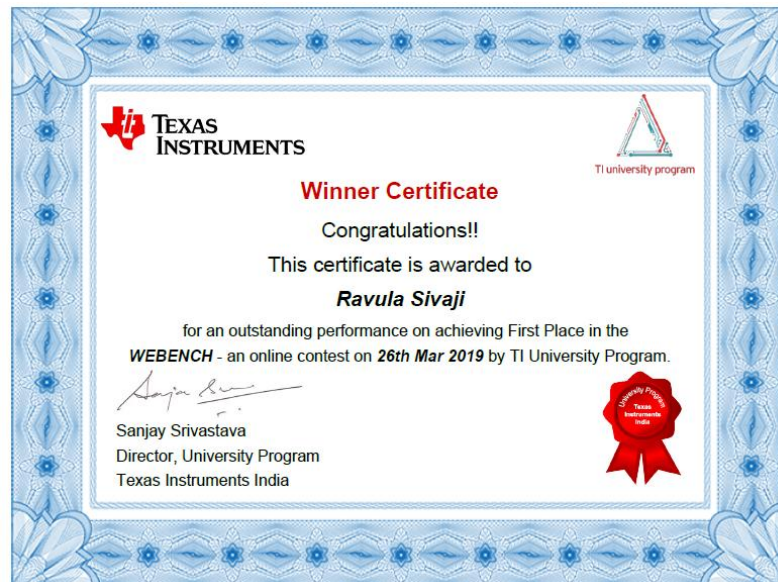 TEXAS
INSTRUMENTS
TI university program
Winner Certificate
Congratulations!!
This certificate is awarded to
Ravula Sivaji
for an outstanding performance on achieving First Place in the
WEBENCH - an online contest on 26th Mar 2019 by TI University Program.
Sanjay Srivastava
Director, University Program
Texas Instruments India
University Program
Texas
Instruments
India